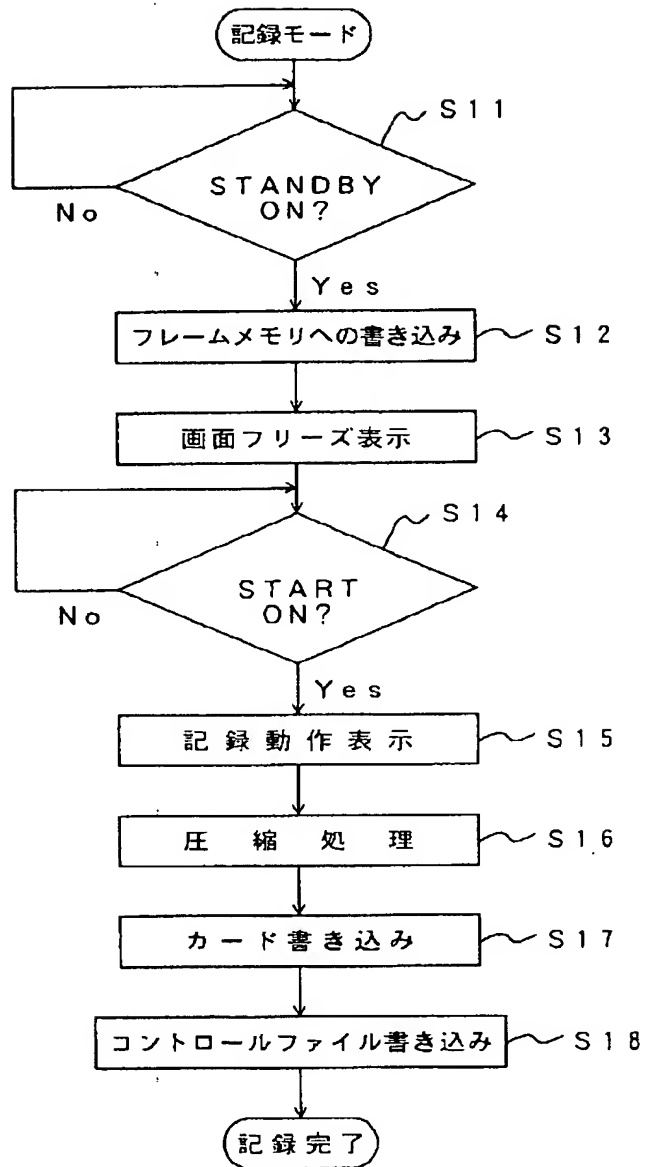 記録モード
S11
STANDBY
ON?
No
Yes
フレームメモリへの書き込み
S12
画面フリーズ表示
S13
S14
START
ON?
No
Yes
記録動作表示
S15
圧縮処理
S16
カード書き込み
S17
コントロールファイル書き込み
S18
記録完了